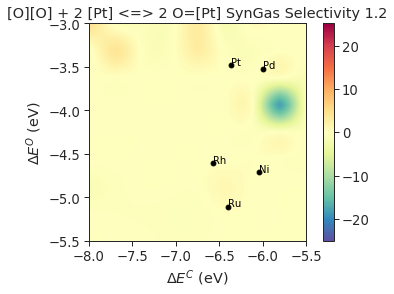 [O][O] + 2 [Pt] <=> 2 O=[Pt] SynGas Selectivity 1.2
−3.0
−3.5
−4.0
−4.5
−5.0
−5.5
ΔE^O (eV)
Pt
Pd
Rh
Ni
Ru
−8.0 −7.5 −7.0 −6.5 −6.0 −5.5
ΔE^C (eV)
20
10
0
−10
−20